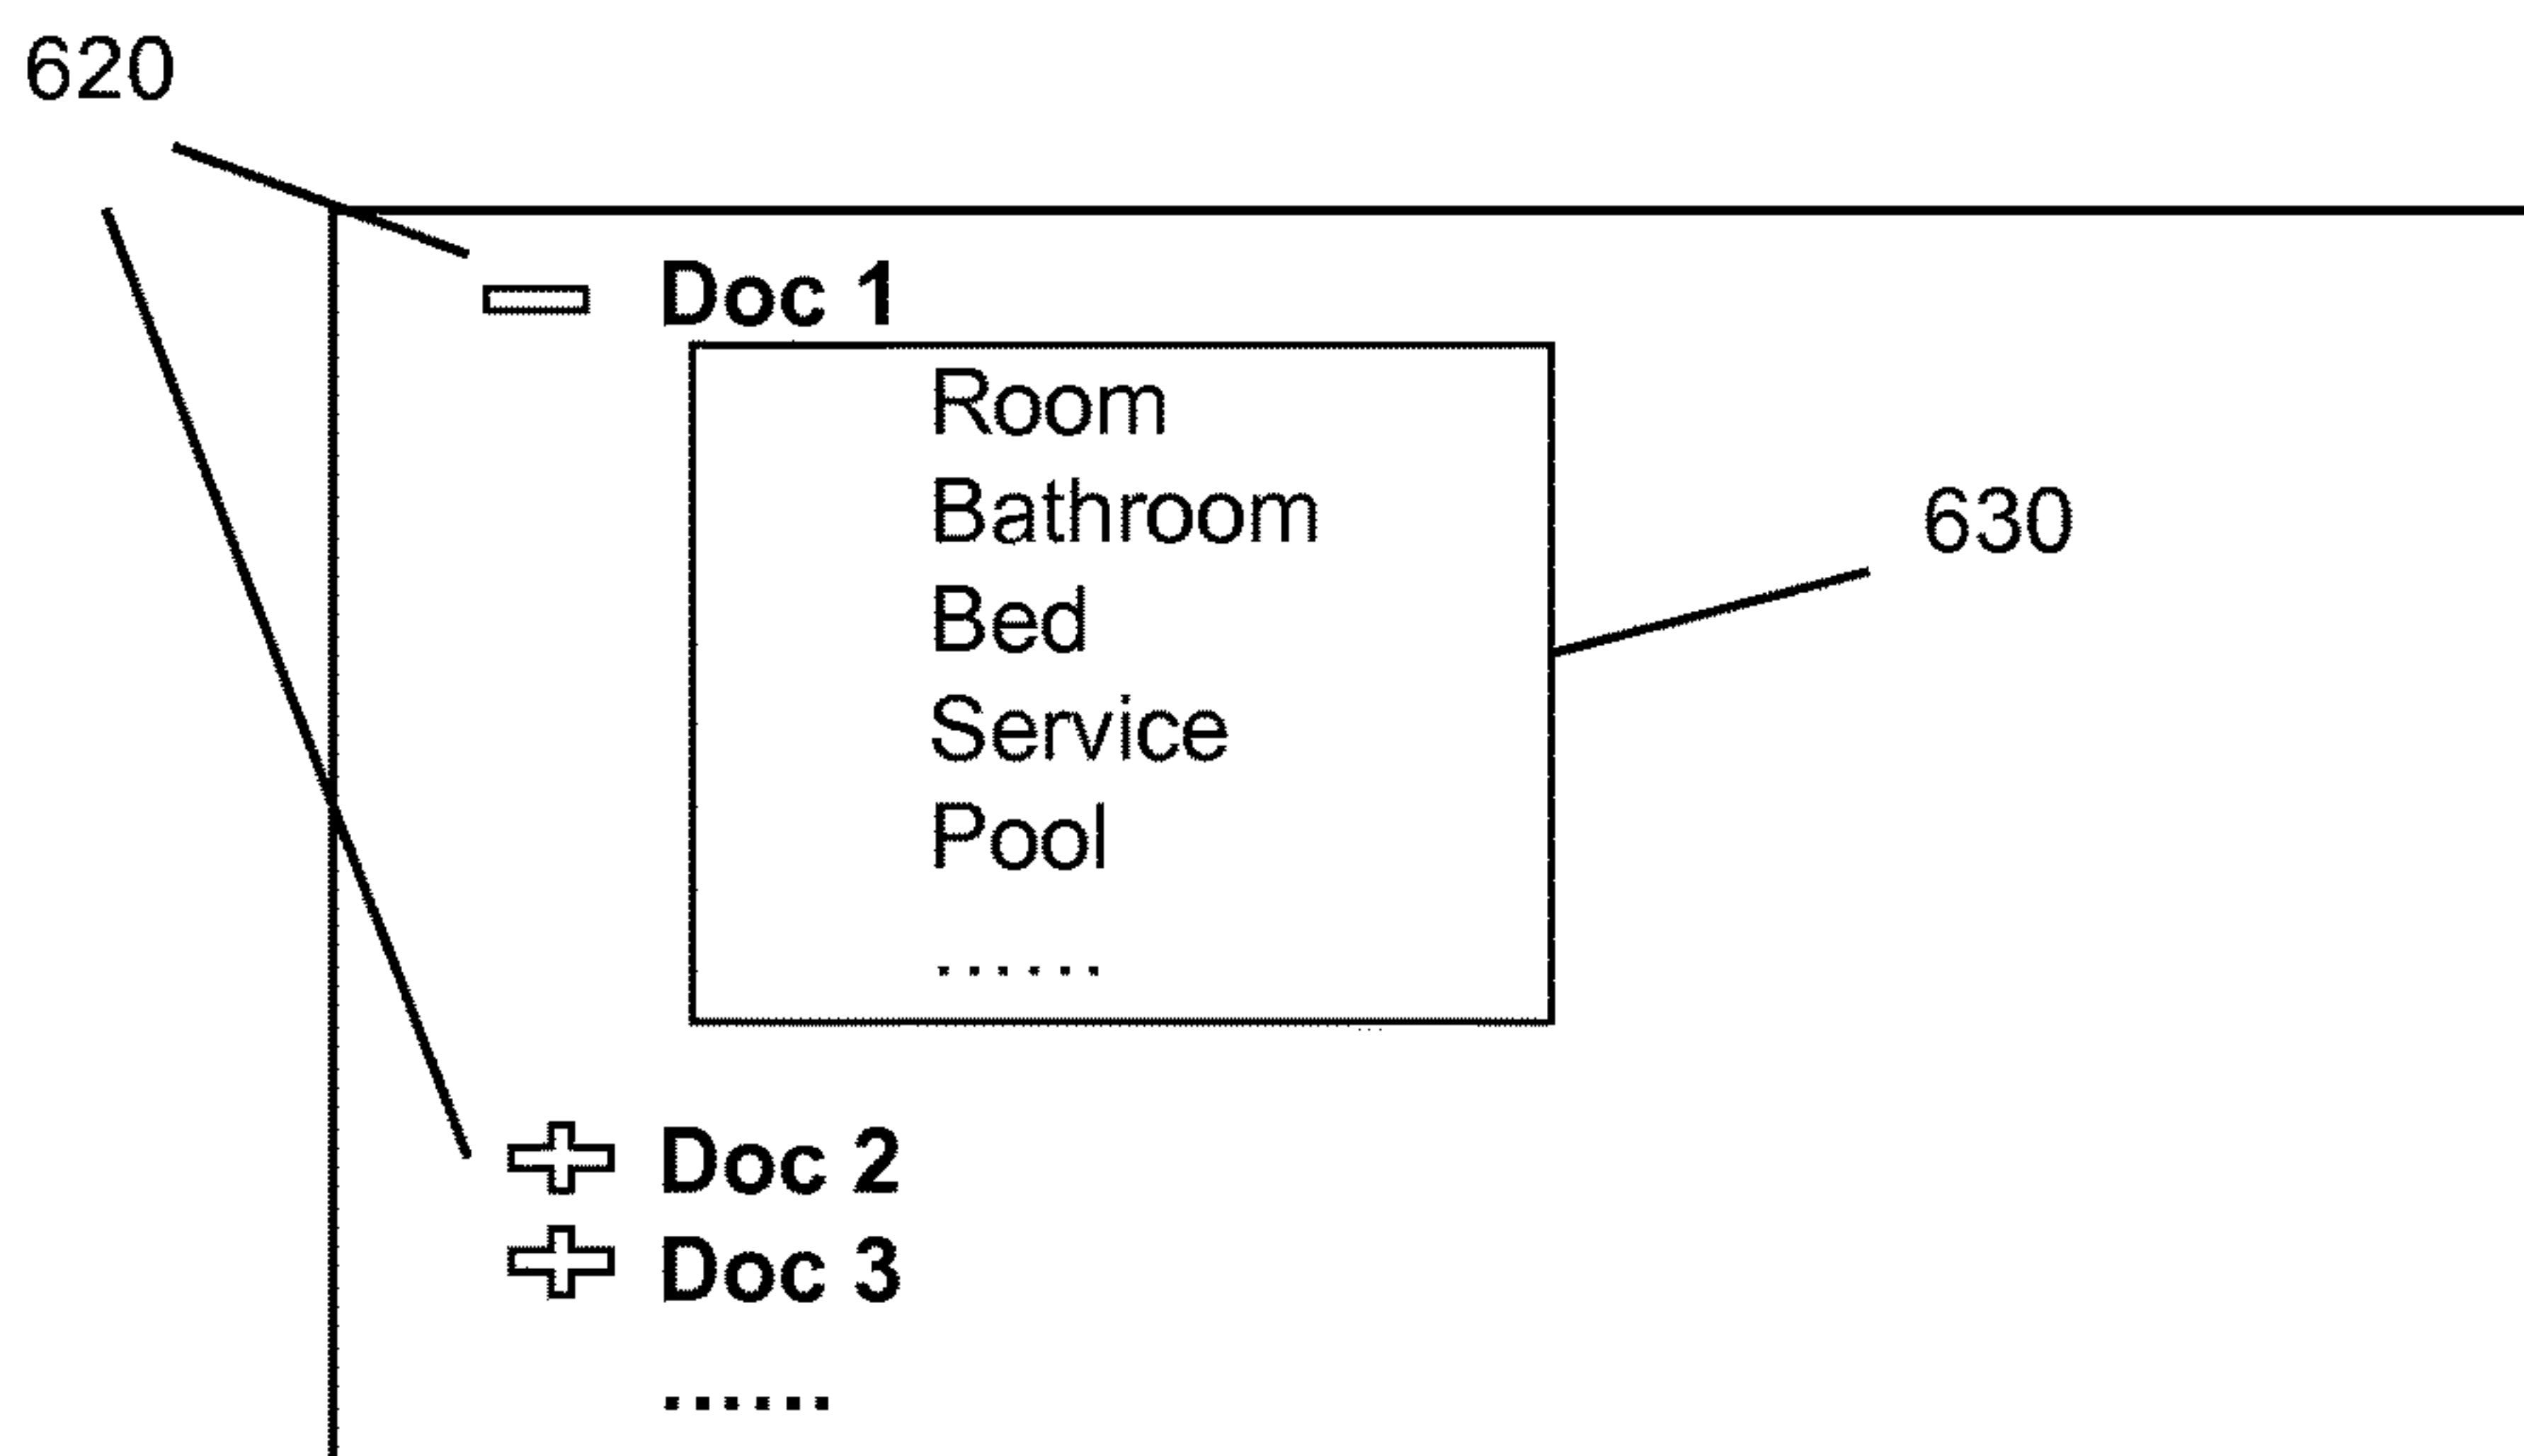 620
Doc 1
Room
Bathroom
630
Bed
Service
Pool
......
Doc 2
Doc 3
......